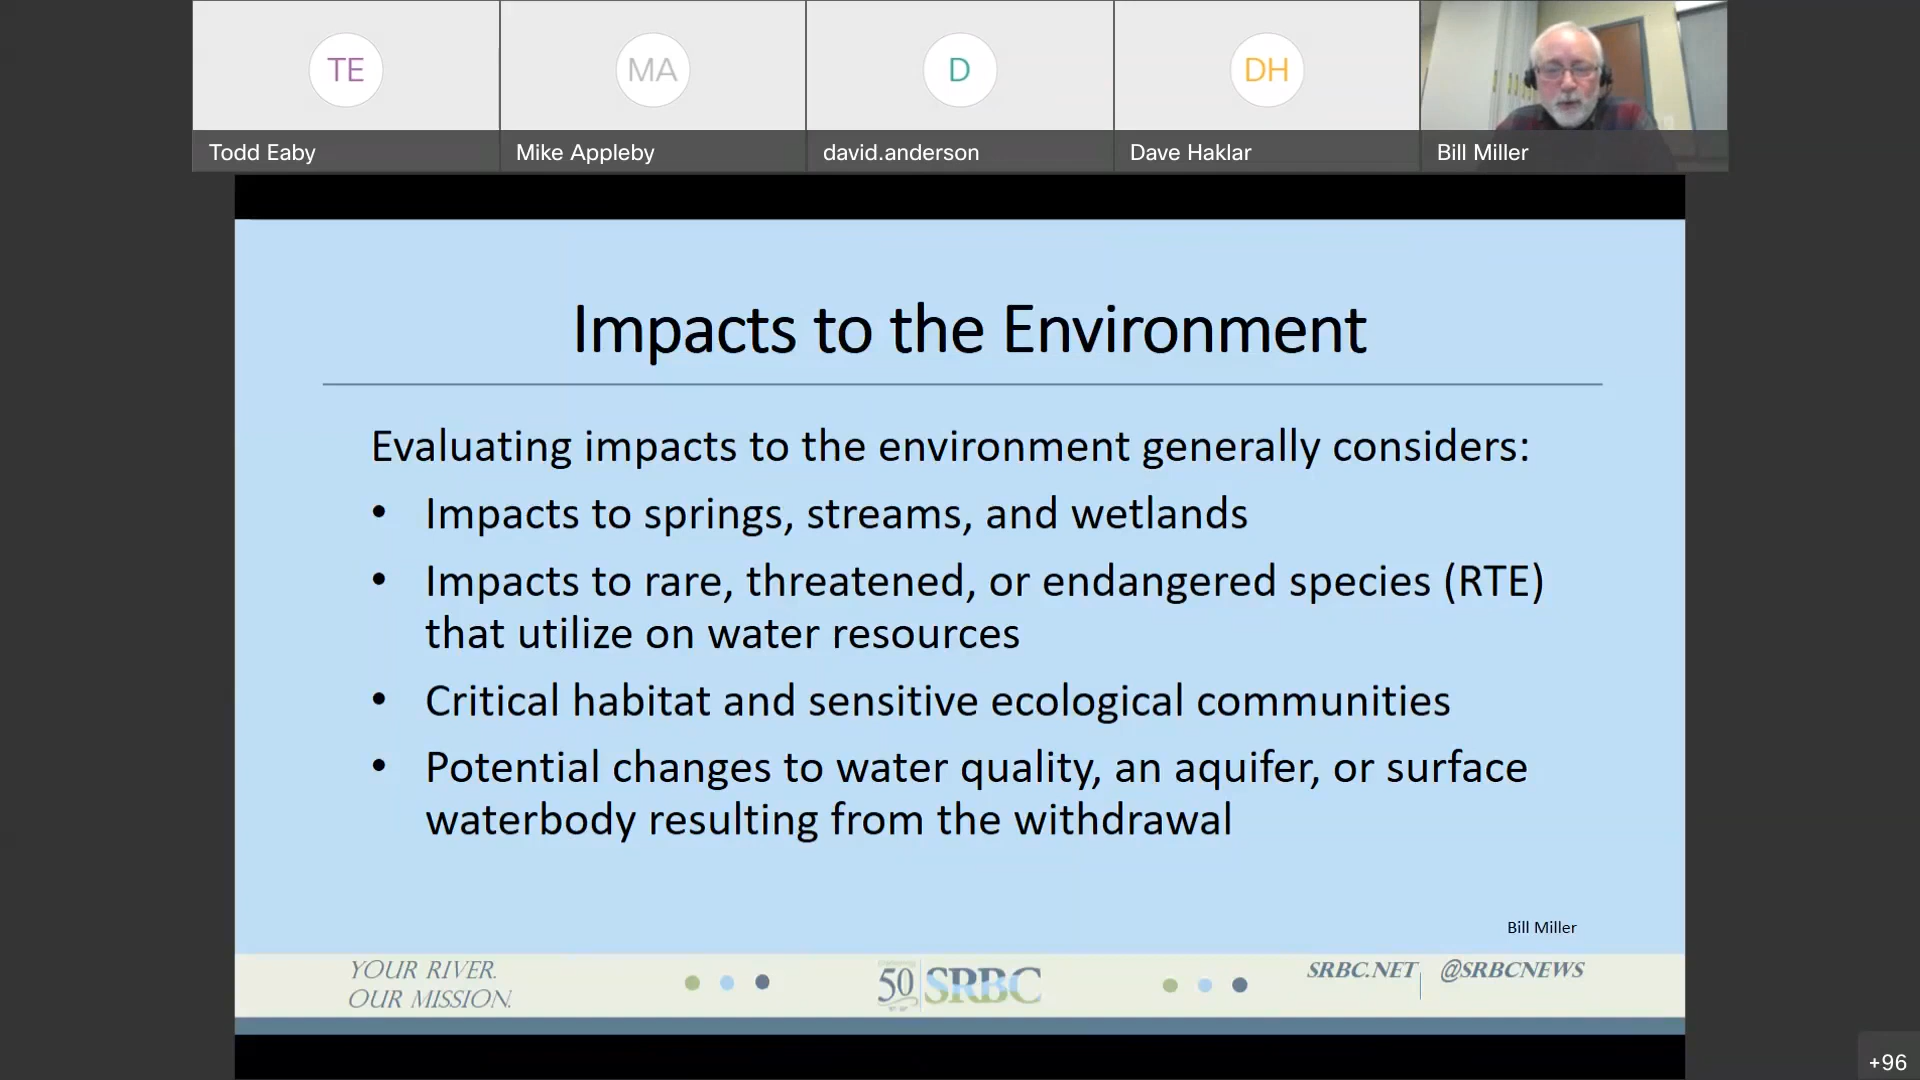 TE
MA
D
DH
Todd Eaby
Mike Appleby
david.anderson
Dave Haklar
Bill Miller
Impacts to the Environment
Evaluating impacts to the environment generally considers:
• Impacts to springs, streams, and wetlands
• Impacts to rare, threatened, or endangered species (RTE)
that utilize on water resources
• Critical habitat and sensitive ecological communities
• Potential changes to water quality, an aquifer, or surface
waterbody resulting from the withdrawal
Bill Miller
YOUR RIVER.
OUR MISSION.
50 SRBC
SRBC.NET
@SRBCNEWS
+96